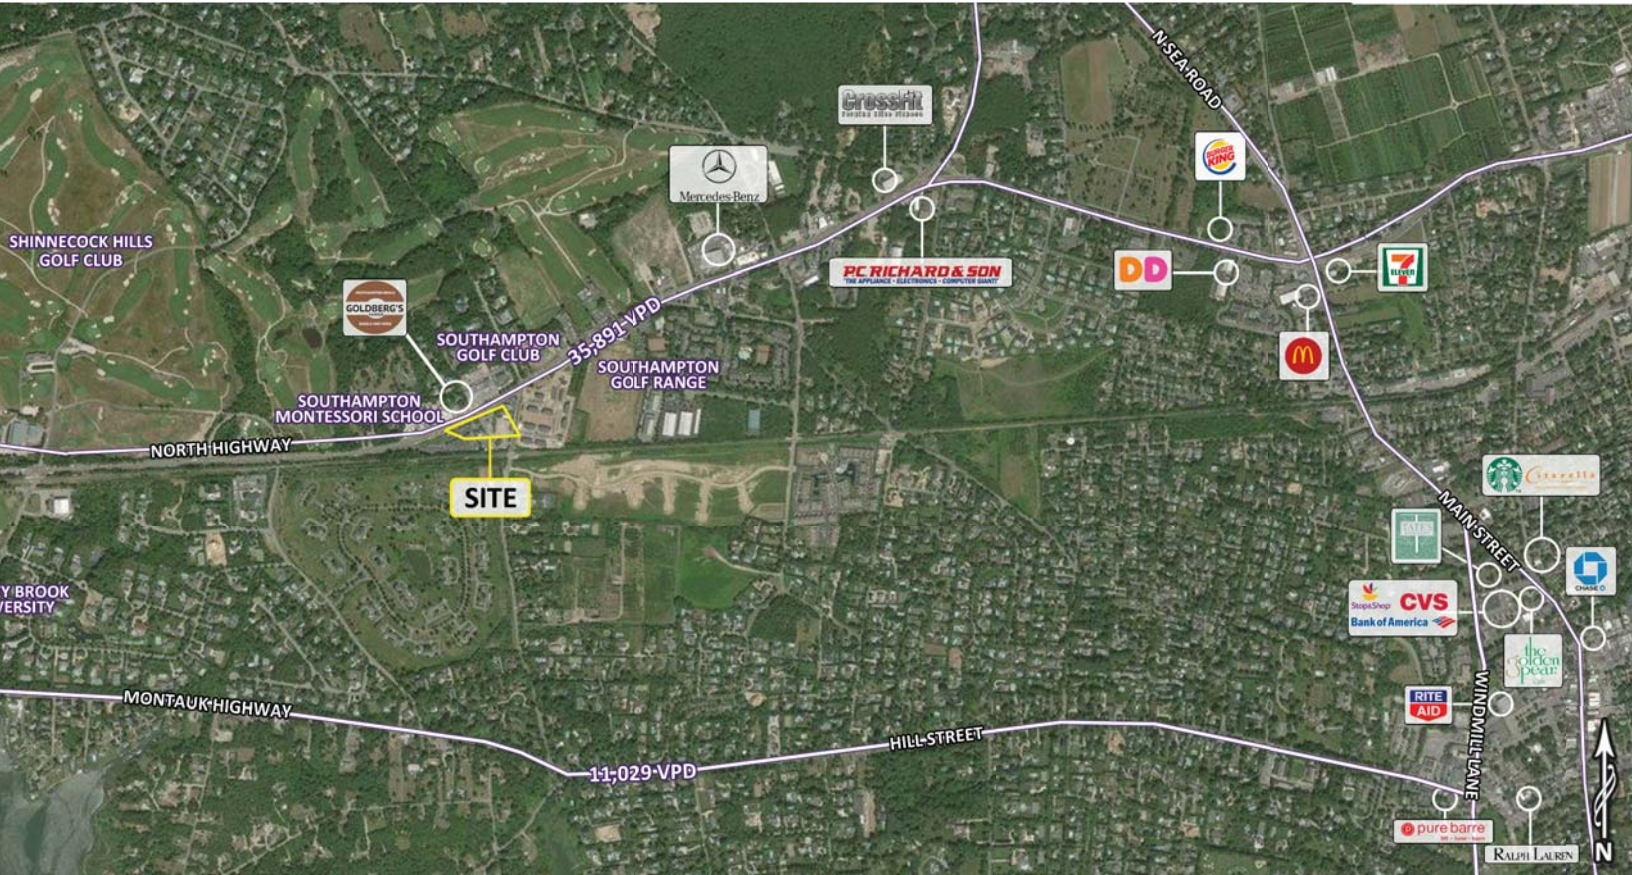 N SEA ROAD
CrossFit
BURGER
KING
Mercedes-Benz
SHINNECOCK HILLS
GOLF CLUB
PC RICHARD & SON
THE APPLIANCE • ELECTRONICS • COMPUTER GIANT!
DD
7
ELEVEN
GOLDBERG'S
SOUTHAMPTON
GOLF CLUB
35,891 VPD
SOUTHAMPTON
GOLF RANGE
M
SOUTHAMPTON
MONTESSORI SCHOOL
NORTH HIGHWAY
SITE
Citarella
MAIN STREET
TATE'S
CHASE
Y BROOK
VERSITY
Stop&Shop CVS
Bank of America
the
golden
pear
RITE
AID
WINDMILL LANE
MONTAUK HIGHWAY
HILL STREET
11,029 VPD
pure barre
RALPH LAUREN
N